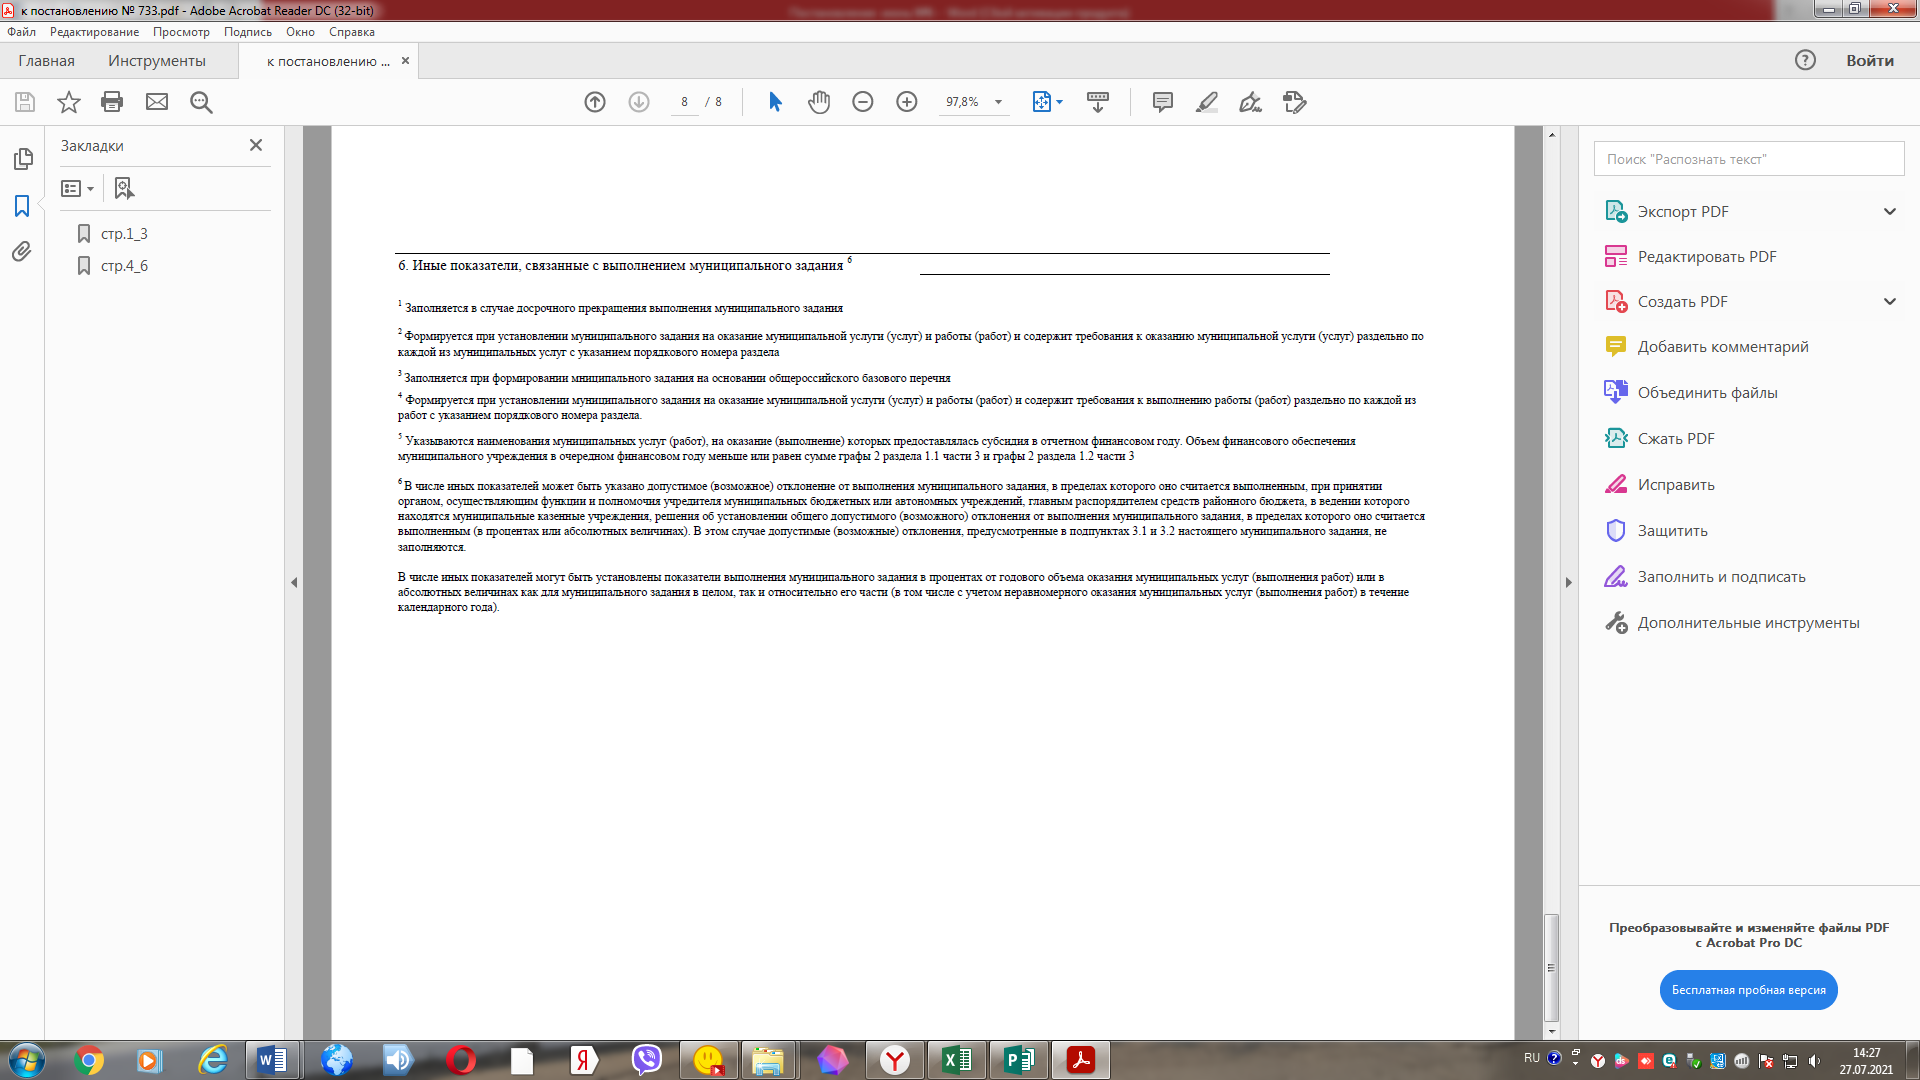 к постановлению № 733.pdf - Adobe Acrobat Reader DC (32-bit)
Файл Редактирование Просмотр Подпись Окно Справка
Главная Инструменты к постановлению ... Войти
8 / 8 97,8%
Закладки
стр.1_3
стр.4_6
6. Иные показатели, связанные с выполнением муниципального задания 6
1 Заполняется в случае досрочного прекращения выполнения муниципального задания
2 Формируется при установлении муниципального задания на оказание муниципальной услуги (услуг) и работы (работ) и содержит требования к оказанию муниципальной услуги (услуг) раздельно по
каждой из муниципальных услуг с указанием порядкового номера раздела
3 Заполняется при формировании мниципального задания на основании общероссийского базового перечня
4 Формируется при установлении муниципального задания на оказание муниципальной услуги (услуг) и работы (работ) и содержит требования к выполнению работы (работ) раздельно по каждой из
работ с указанием порядкового номера раздела.
5 Указываются наименования муниципальных услуг (работ), на оказание (выполнение) которых предоставлялась субсидия в отчетном финансовом году. Объем финансового обеспечения
муниципального учреждения в очередном финансовом году меньше или равен сумме графы 2 раздела 1.1 части 3 и графы 2 раздела 1.2 части 3
6 В числе иных показателей может быть указано допустимое (возможное) отклонение от выполнения муниципального задания, в пределах которого оно считается выполненным, при принятии
органом, осуществляющим функции и полномочия учредителя муниципальных бюджетных или автономных учреждений, главным распорядителем средств районного бюджета, в ведении которого
находятся муниципальные казенные учреждения, решения об установлении общего допустимого (возможного) отклонения от выполнения муниципального задания, в пределах которого оно считается
выполненным (в процентах или абсолютных величинах). В этом случае допустимые (возможные) отклонения, предусмотренные в подпунктах 3.1 и 3.2 настоящего муниципального задания, не
заполняются.
В числе иных показателей могут быть установлены показатели выполнения муниципального задания в процентах от годового объема оказания муниципальных услуг (выполнения работ) или в
абсолютных величинах как для муниципального задания в целом, так и относительно его части (в том числе с учетом неравномерного оказания муниципальных услуг (выполнения работ) в течение
календарного года).
Поиск "Распознать текст"
Экспорт PDF
Редактировать PDF
Создать PDF
Добавить комментарий
Объединить файлы
Сжать PDF
Исправить
Защитить
Заполнить и подписать
Дополнительные инструменты
Преобразовывайте и изменяйте файлы PDF
с Acrobat Pro DC
Бесплатная пробная версия
RU
14:27
27.07.2021